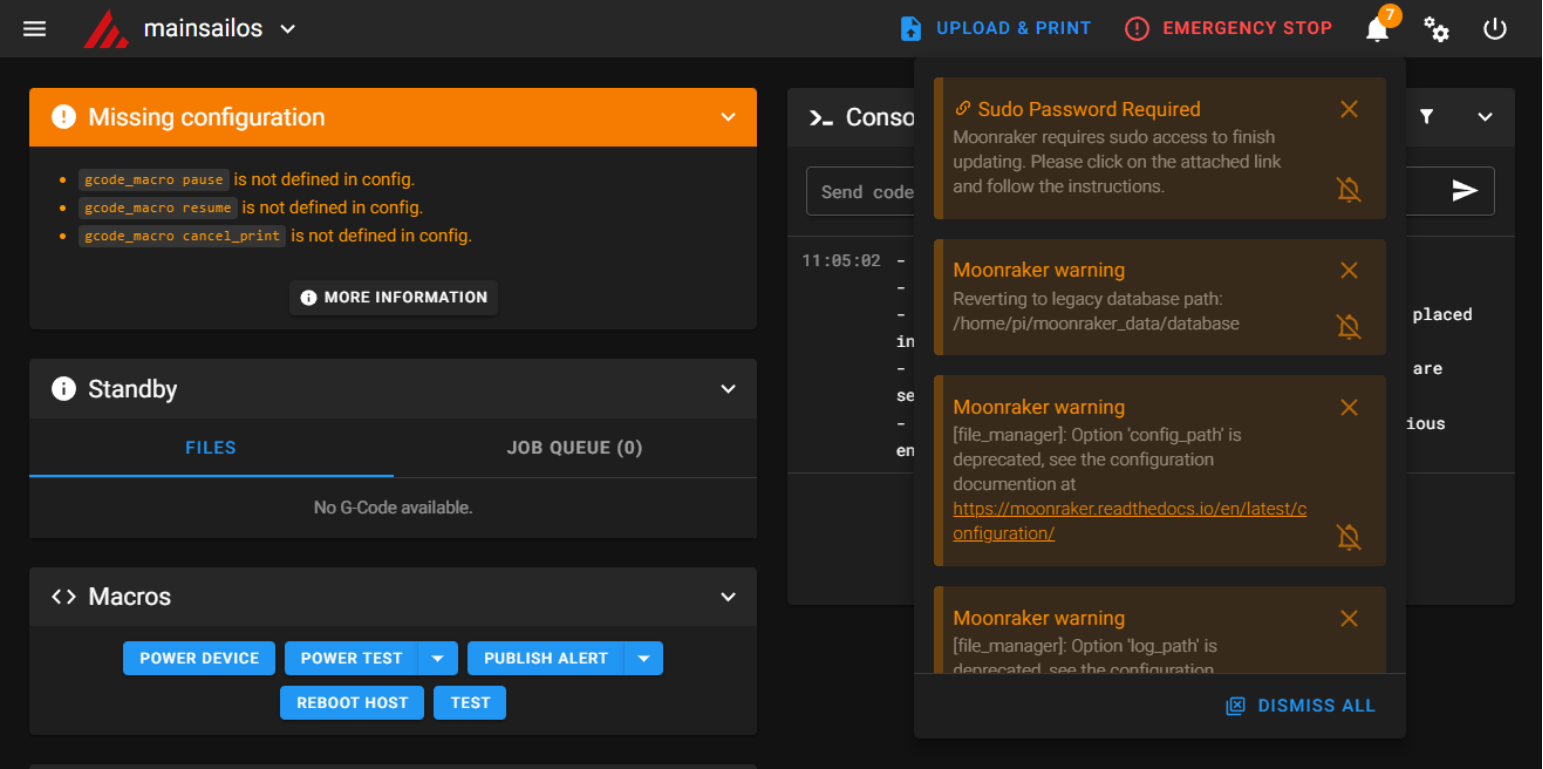 mainsailos
UPLOAD & PRINT
EMERGENCY STOP
7
Missing configuration
gcode_macro pause is not defined in config.
gcode_macro resume is not defined in config.
gcode_macro cancel_print is not defined in config.
MORE INFORMATION
Standby
FILES
JOB QUEUE (0)
No G-Code available.
Macros
POWER DEVICE
POWER TEST
PUBLISH ALERT
REBOOT HOST
TEST
Conso
Send code
11:05:02 -
-
- placed
in
- are
se
- ious
en
Sudo Password Required
Moonraker requires sudo access to finish
updating. Please click on the attached link
and follow the instructions.
Moonraker warning
Reverting to legacy database path:
/home/pi/moonraker_data/database
Moonraker warning
[file_manager]: Option 'config_path' is
deprecated, see the configuration
documention at
https://moonraker.readthedocs.io/en/latest/c
onfiguration/
Moonraker warning
[file_manager]: Option 'log_path' is
deprecated, see the configuration
DISMISS ALL